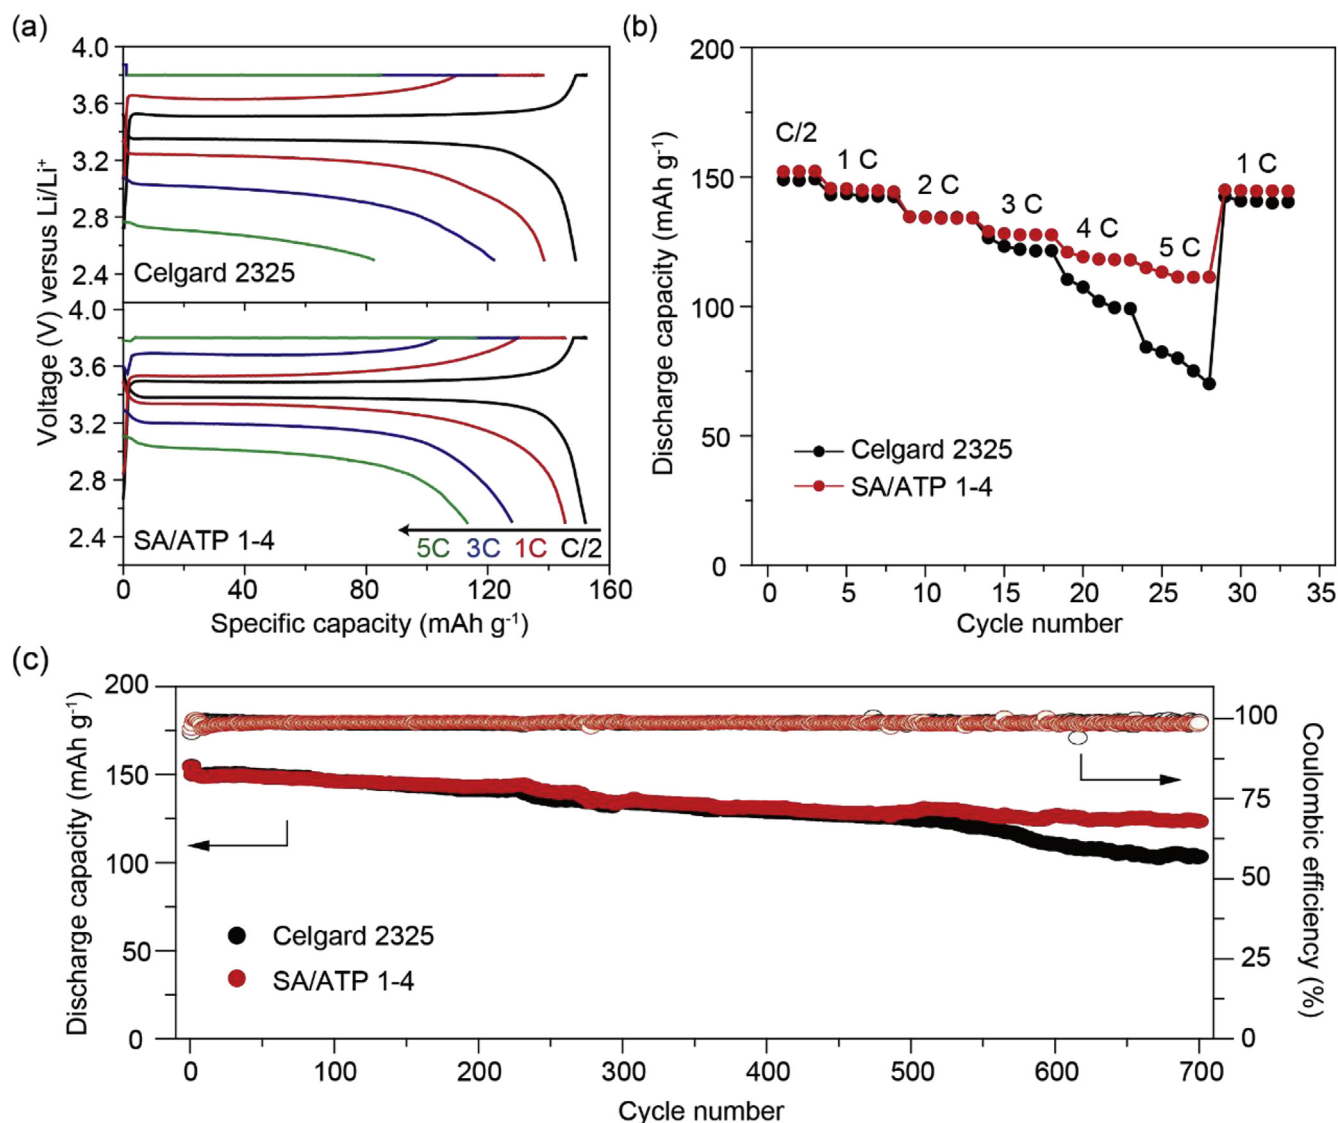 (a)
4.0
3.6
3.2
2.8
2.4
Celgard 2325
4.0
3.6
3.2
2.8
2.4
SA/ATP 1-4
5C 3C 1C C/2
0 40 80 120 160
Specific capacity (mAh g⁻¹)
Voltage (V) versus Li/Li⁺
(b)
200
150
100
50
0
C/2
1 C
2 C
3 C
4 C
5 C
1 C
Celgard 2325
SA/ATP 1-4
0 5 10 15 20 25 30 35
Cycle number
Discharge capacity (mAh g⁻¹)
(c)
200
150
100
50
0
Discharge capacity (mAh g⁻¹)
Celgard 2325
SA/ATP 1-4
100
75
50
25
0
Coulombic efficiency (%)
0 100 200 300 400 500 600 700
Cycle number